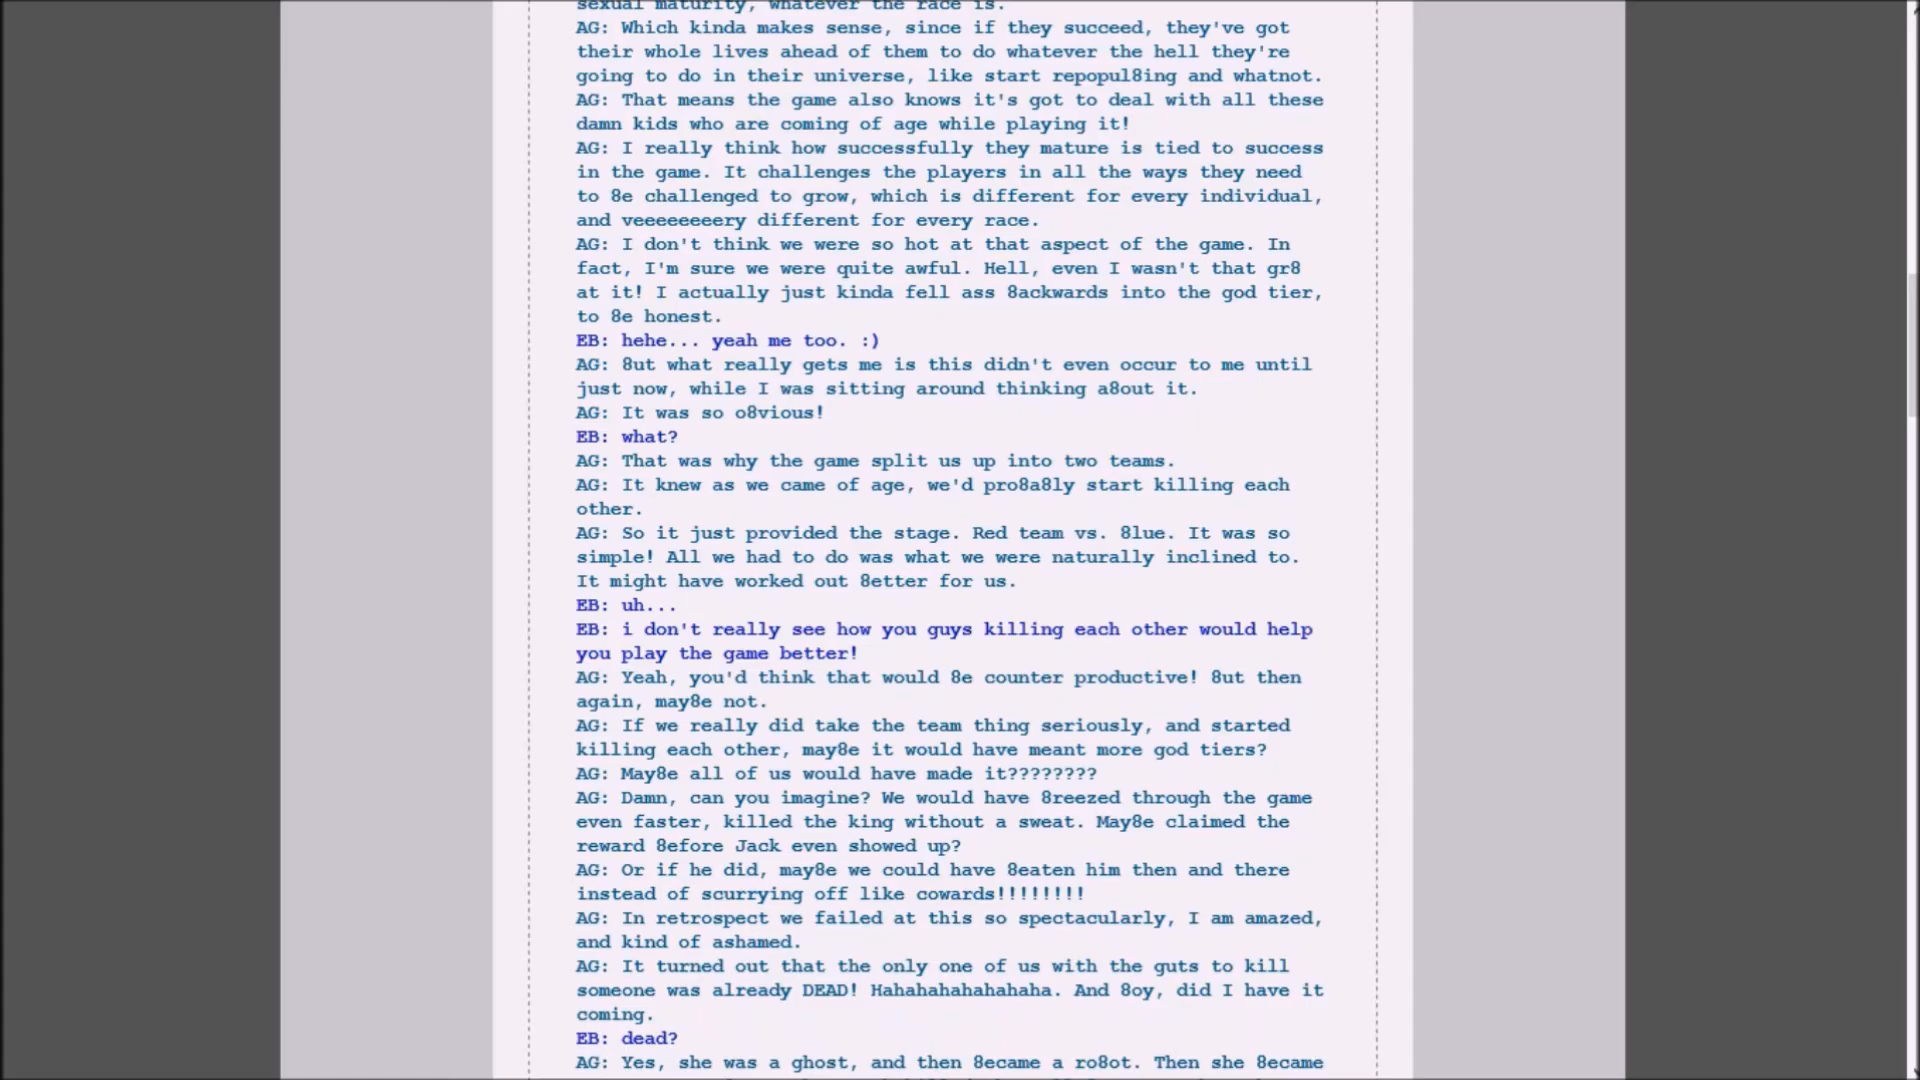 sexual maturity, whatever the race is.
AG: Which kinda makes sense, since if they succeed, they've got
their whole lives ahead of them to do whatever the hell they're
going to do in their universe, like start repopul8ing and whatnot.
AG: That means the game also knows it's got to deal with all these
damn kids who are coming of age while playing it!
AG: I really think how successfully they mature is tied to success
in the game. It challenges the players in all the ways they need
to 8e challenged to grow, which is different for every individual,
and veeeeeeeery different for every race.
AG: I don't think we were so hot at that aspect of the game. In
fact, I'm sure we were quite awful. Hell, even I wasn't that gr8
at it! I actually just kinda fell ass 8ackwards into the god tier,
to 8e honest.
EB: hehe... yeah me too. :)
AG: 8ut what really gets me is this didn't even occur to me until
just now, while I was sitting around thinking a8out it.
AG: It was so o8vious!
EB: what?
AG: That was why the game split us up into two teams.
AG: It knew as we came of age, we'd pro8a8ly start killing each
other.
AG: So it just provided the stage. Red team vs. 8lue. It was so
simple! All we had to do was what we were naturally inclined to.
It might have worked out 8etter for us.
EB: uh...
EB: i don't really see how you guys killing each other would help
you play the game better!
AG: Yeah, you'd think that would 8e counter productive! 8ut then
again, may8e not.
AG: If we really did take the team thing seriously, and started
killing each other, may8e it would have meant more god tiers?
AG: May8e all of us would have made it????????
AG: Damn, can you imagine? We would have 8reezed through the game
even faster, killed the king without a sweat. May8e claimed the
reward 8efore Jack even showed up?
AG: Or if he did, may8e we could have 8eaten him then and there
instead of scurrying off like cowards!!!!!!!!
AG: In retrospect we failed at this so spectacularly, I am amazed,
and kind of ashamed.
AG: It turned out that the only one of us with the guts to kill
someone was already DEAD! Hahahahahahahaha. And 8oy, did I have it
coming.
EB: dead?
AG: Yes, she was a ghost, and then 8ecame a ro8ot. Then she 8ecame